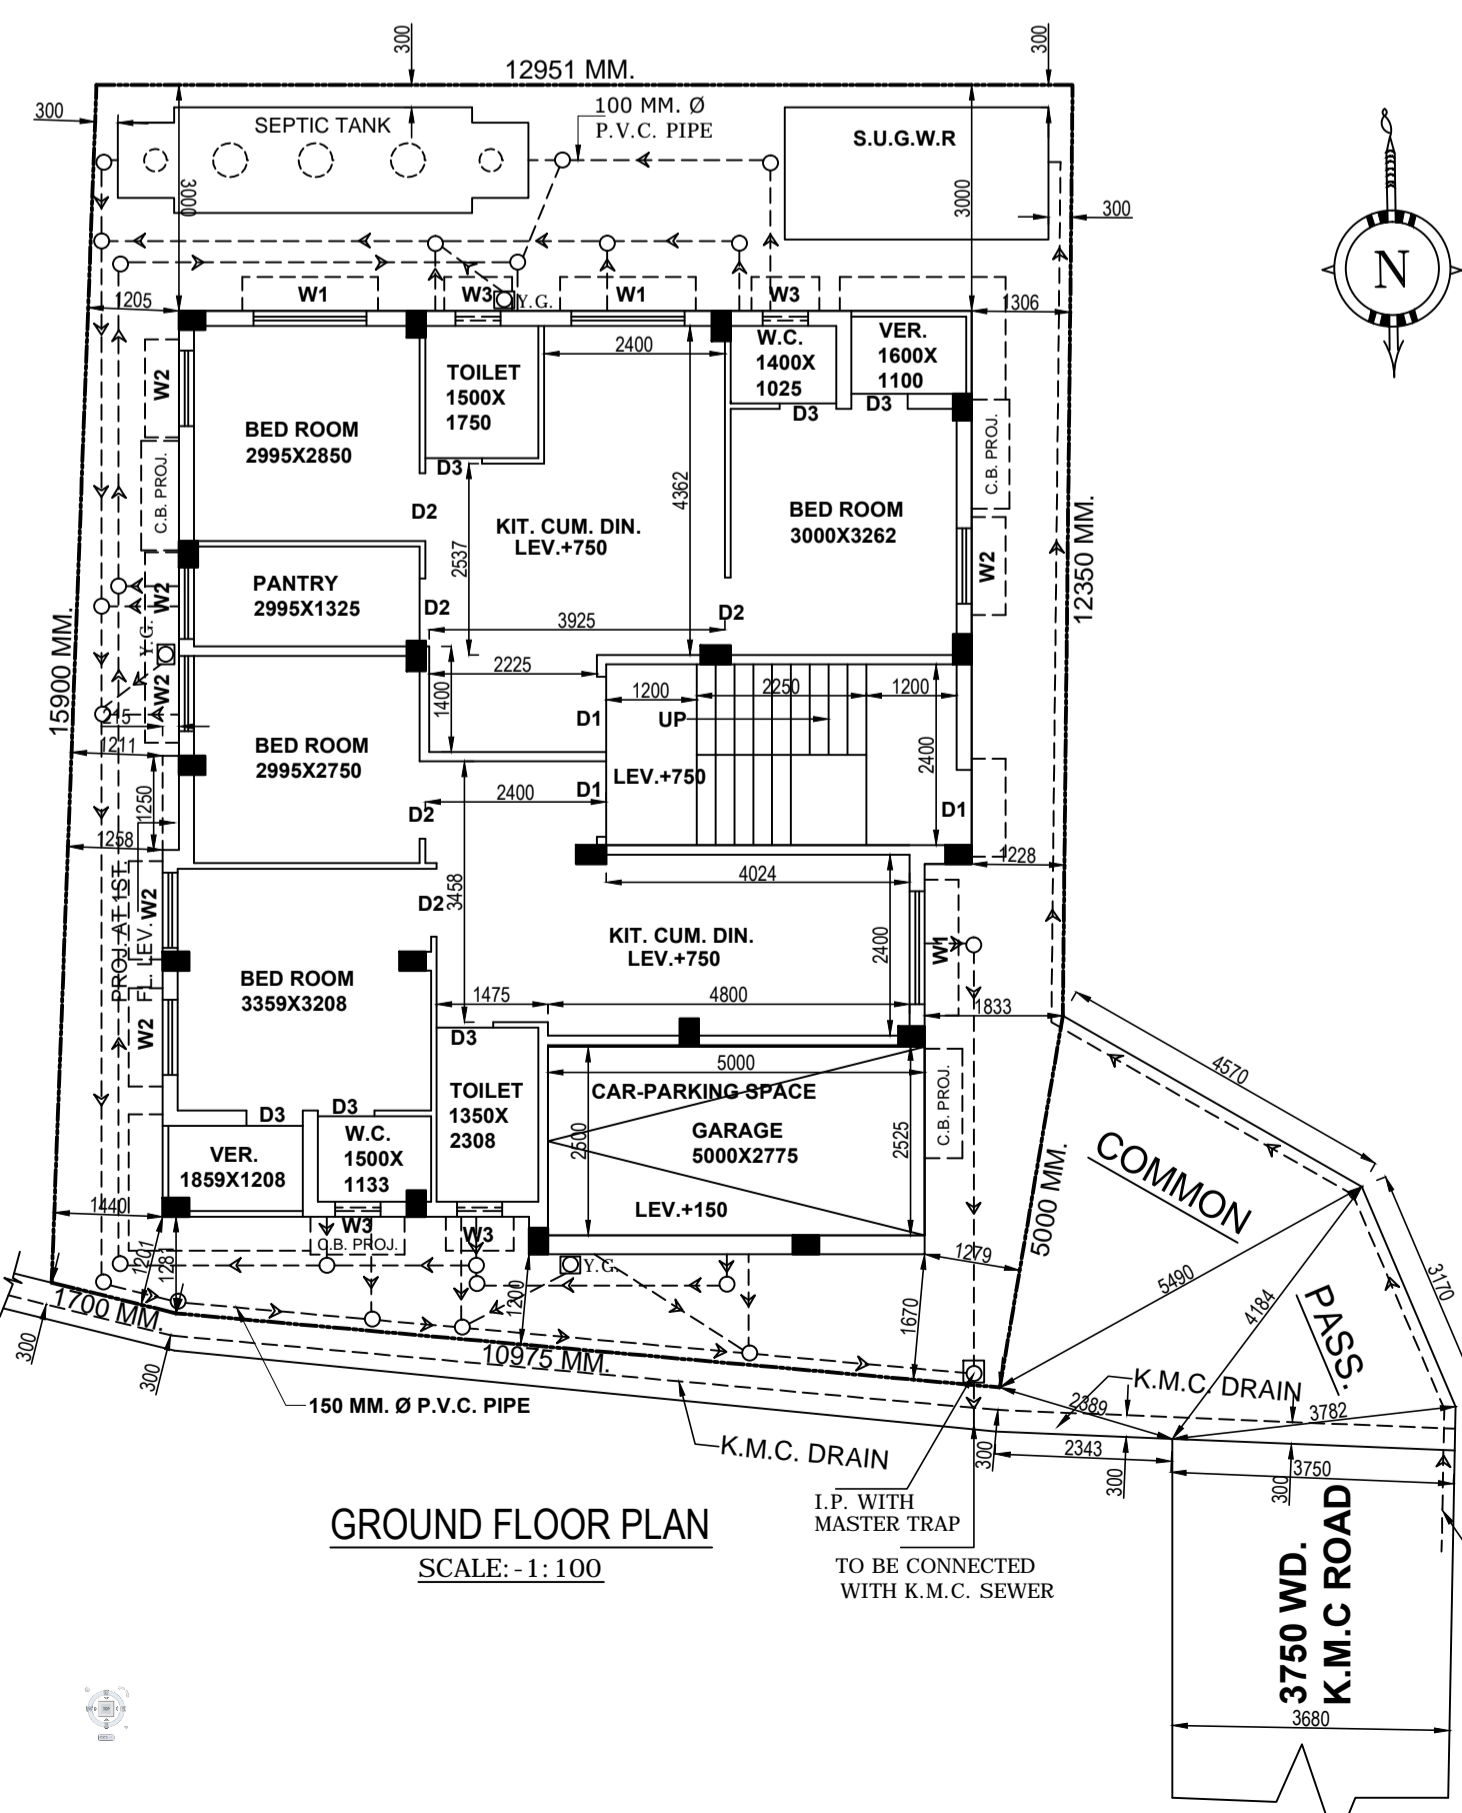 300
300
12951 MM.
300
SEPTIC TANK
100 MM. Ø
P.V.C. PIPE
S.U.G.W.R
3000
3000
300
N
1205
W1
W3
Y.G.
W1
W3
1306
2400
W.C.
1400X
1025
VER.
1600X
1100
TOILET
1500X
1750
W2
D3
D3
BED ROOM
2995X2850
D3
C.B. PROJ.
C.B. PROJ.
4362
D2
KIT. CUM. DIN.
LEV.+750
BED ROOM
3000X3262
2537
12350 MM.
W2
PANTRY
2995X1325
W2
D2
D2
3925
Y.G.
15900 MM.
2225
1400
W2
1200
2250
1200
215
D1
UP
1211
BED ROOM
2995X2750
2400
LEV.+750
D1
2400
1250
D2
D1
1258
1228
4024
3458
PROJ. AT 1ST.
FL. LEV.
W2
D2
KIT. CUM. DIN.
LEV.+750
2400
W1
BED ROOM
3359X3208
1475
4800
1833
W2
D3
5000
4570
CAR-PARKING SPACE
TOILET
1350X
2308
GARAGE
5000X2775
2500
2525
C.B. PROJ.
D3
D3
W.C.
1500X
1133
VER.
1859X1208
COMMON
5000 MM.
1440
LEV.+150
W3
C.B. PROJ.
W3
1201
1281
Y.G.
1279
5490
3170
4184
PASS.
1200
1670
1700 MM.
300
300
10975 MM.
K.M.C. DRAIN
2389
3782
150 MM. Ø P.V.C. PIPE
K.M.C. DRAIN
300
2343
300
3750
300
I.P. WITH
MASTER TRAP
GROUND FLOOR PLAN
SCALE:-1:100
TO BE CONNECTED
WITH K.M.C. SEWER
3750 WD.
K.M.C ROAD
3680